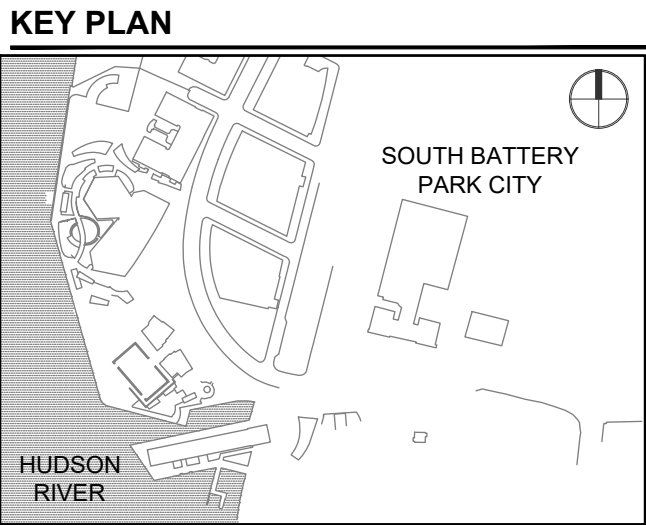 KEY PLAN
SOUTH BATTERY
PARK CITY
HUDSON
RIVER